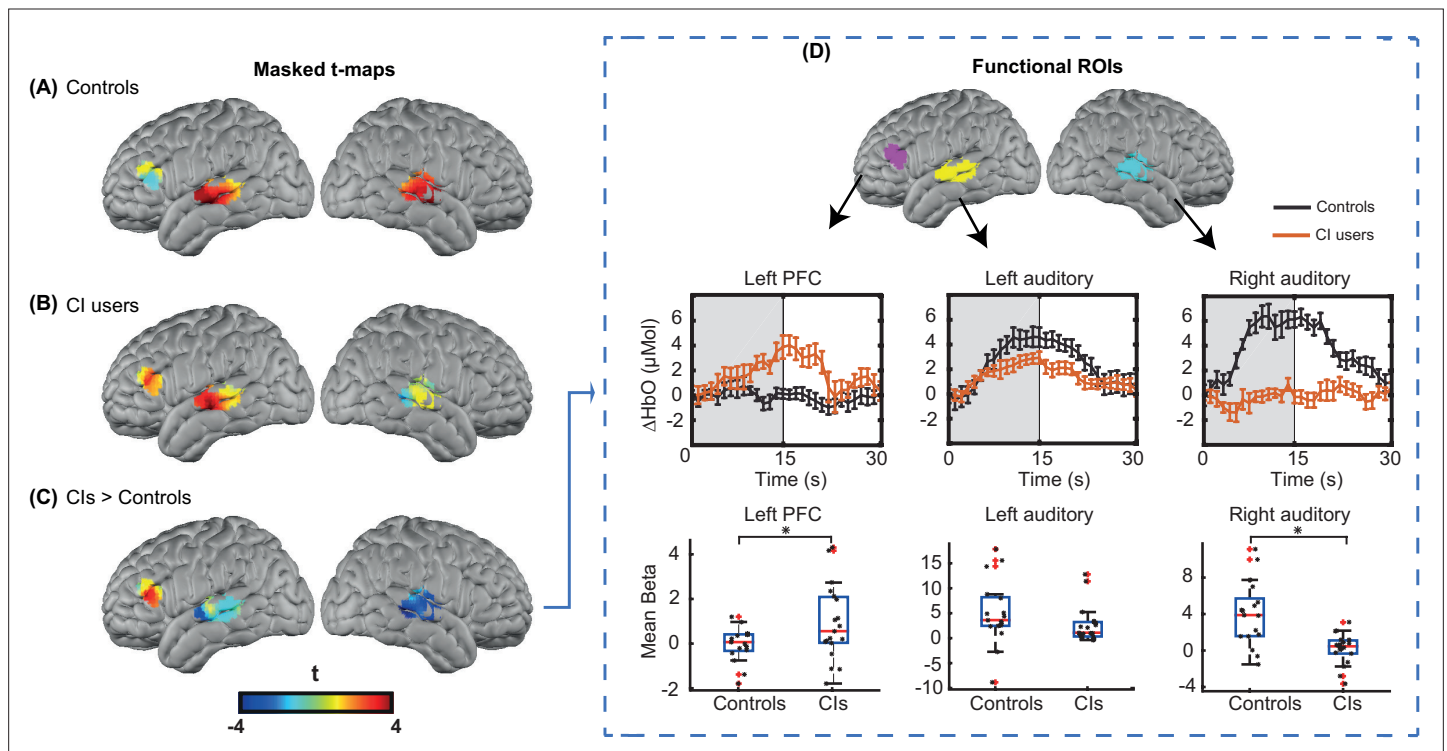 Masked t-maps
(A) Controls
(B) CI users
(C) CIs > Controls
t
-4 4
(D)
Functional ROIs
Controls
CI users
Left PFC
Left auditory
Right auditory
ΔHbO (µMol)
6
4
2
0
-2
0 15 30
Time (s)
6
4
2
0
-2
0 15 30
Time (s)
6
4
2
0
-2
0 15 30
Time (s)
Left PFC
Left auditory
Right auditory
*
*
Mean Beta
4
2
0
-2
Controls CIs
15
10
5
0
-5
-10
Controls CIs
8
4
0
-4
Controls CIs